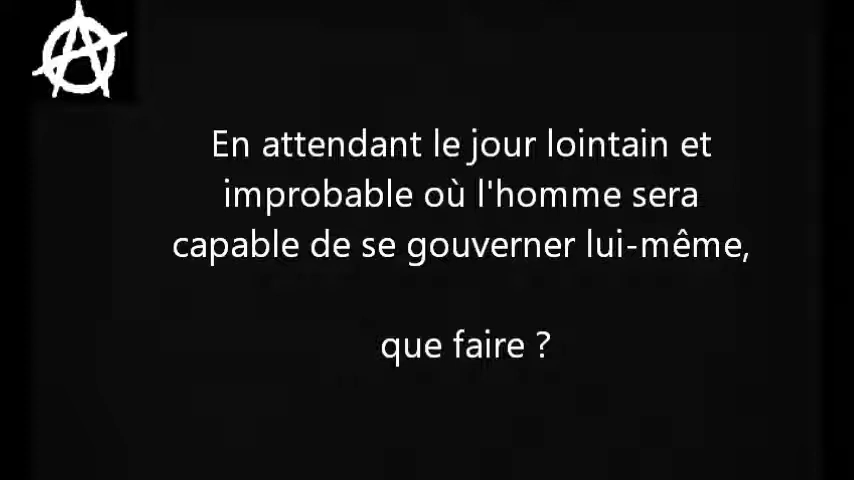 En attendant le jour lointain et
improbable où l'homme sera
capable de se gouverner lui-même,
que faire ?